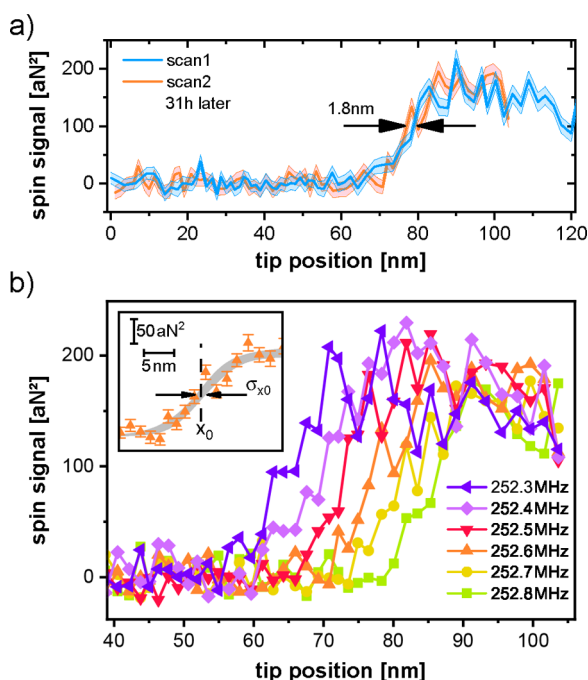 a)
spin signal [aN²]
200
100
0
scan1
scan2
31h later
1.8nm
0
20
40
60
80
100
120
tip position [nm]
b)
spin signal [aN²]
200
100
0
50aN²
5nm
σx0
x0
252.3MHz
252.4MHz
252.5MHz
252.6MHz
252.7MHz
252.8MHz
40
50
60
70
80
90
100
tip position [nm]